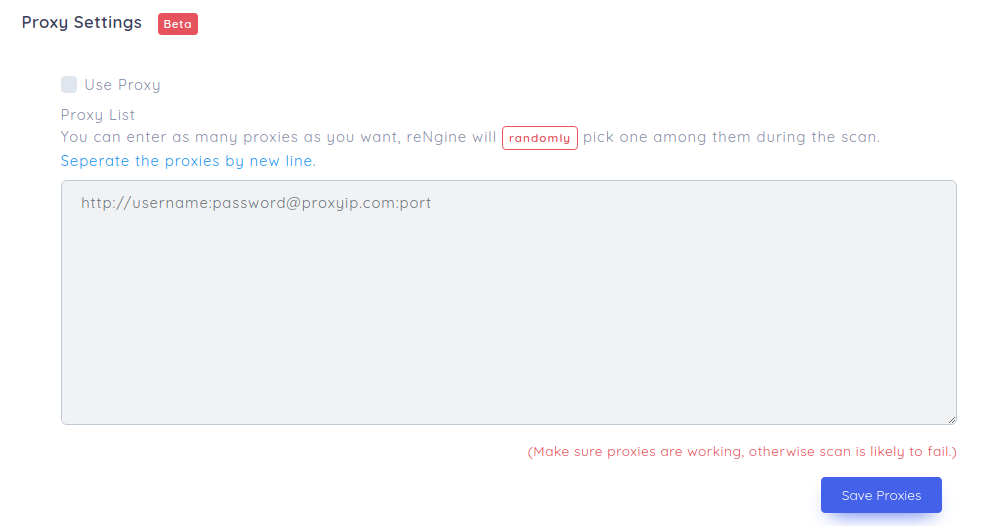 Proxy Settings Beta
Use Proxy
Proxy List
You can enter as many proxies as you want, reNgine will randomly pick one among them during the scan.
Seperate the proxies by new line.
http://username:password@proxyip.com:port
(Make sure proxies are working, otherwise scan is likely to fail.)
Save Proxies